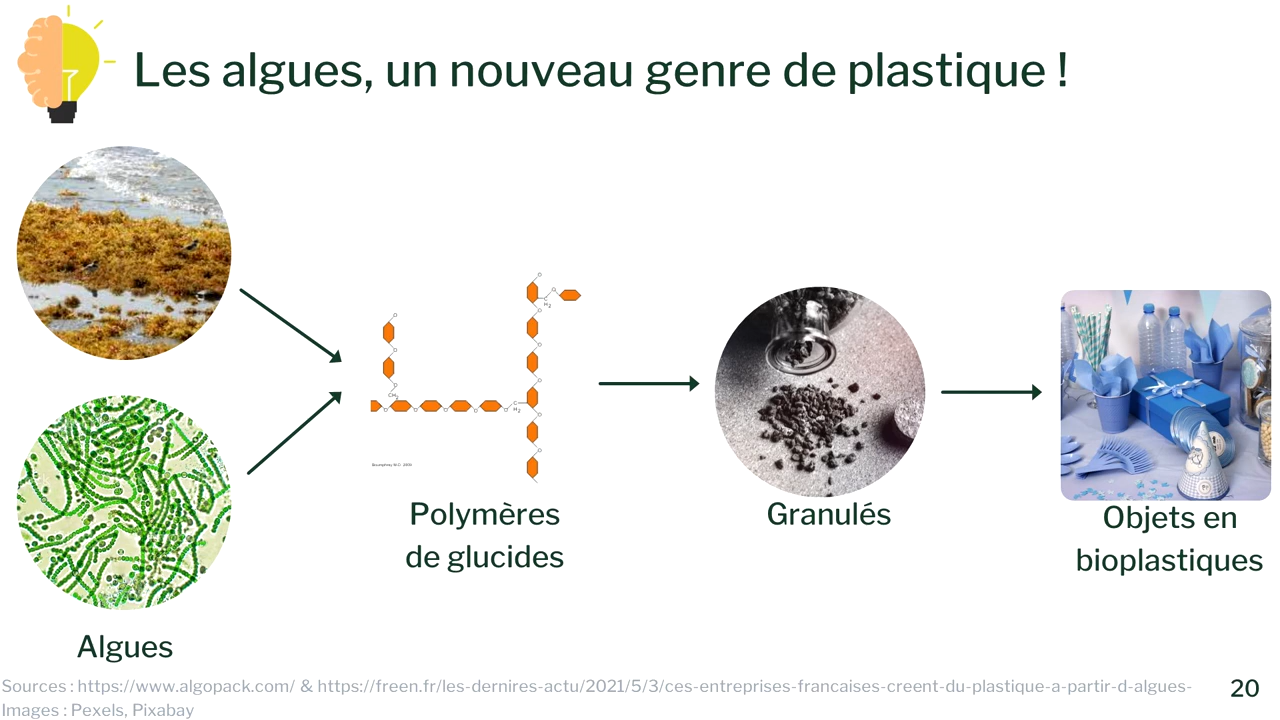 Les algues, un nouveau genre de plastique !
Polymères
de glucides
Granulés
Objets en
bioplastiques
Algues
Sources : https://www.algopack.com/ & https://freen.fr/les-dernires-actu/2021/5/3/ces-entreprises-francaises-creent-du-plastique-a-partir-d-algues-
Images : Pexels, Pixabay
20